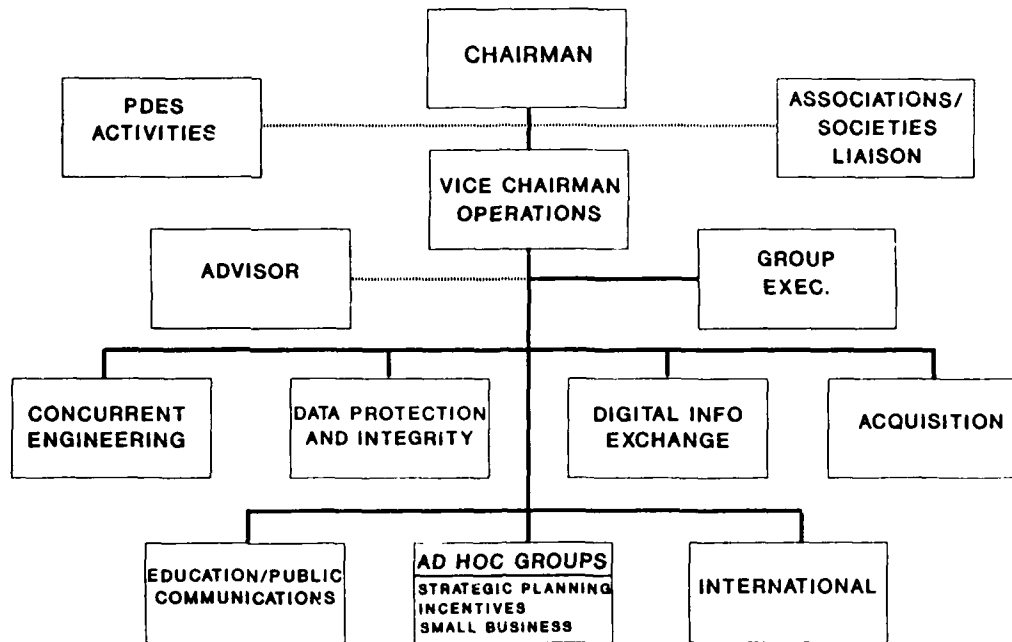 CHAIRMAN
PDES
ACTIVITIES
ASSOCIATIONS/
SOCIETIES
LIAISON
VICE CHAIRMAN
OPERATIONS
ADVISOR
GROUP
EXEC.
CONCURRENT
ENGINEERING
DATA PROTECTION
AND INTEGRITY
DIGITAL INFO
EXCHANGE
ACQUISITION
EDUCATION/PUBLIC
COMMUNICATIONS
AD HOC GROUPS
STRATEGIC PLANNING
INCENTIVES
SMALL BUSINESS
INTERNATIONAL